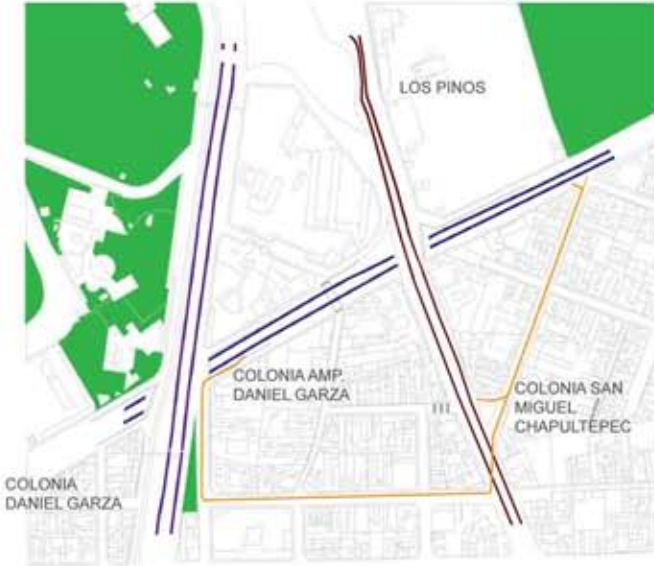 LOS PINOS
COLONIA AMP.
DANIEL GARZA
COLONIA SAN
MIGUEL
CHAPULTEPEC
COLONIA
DANIEL GARZA